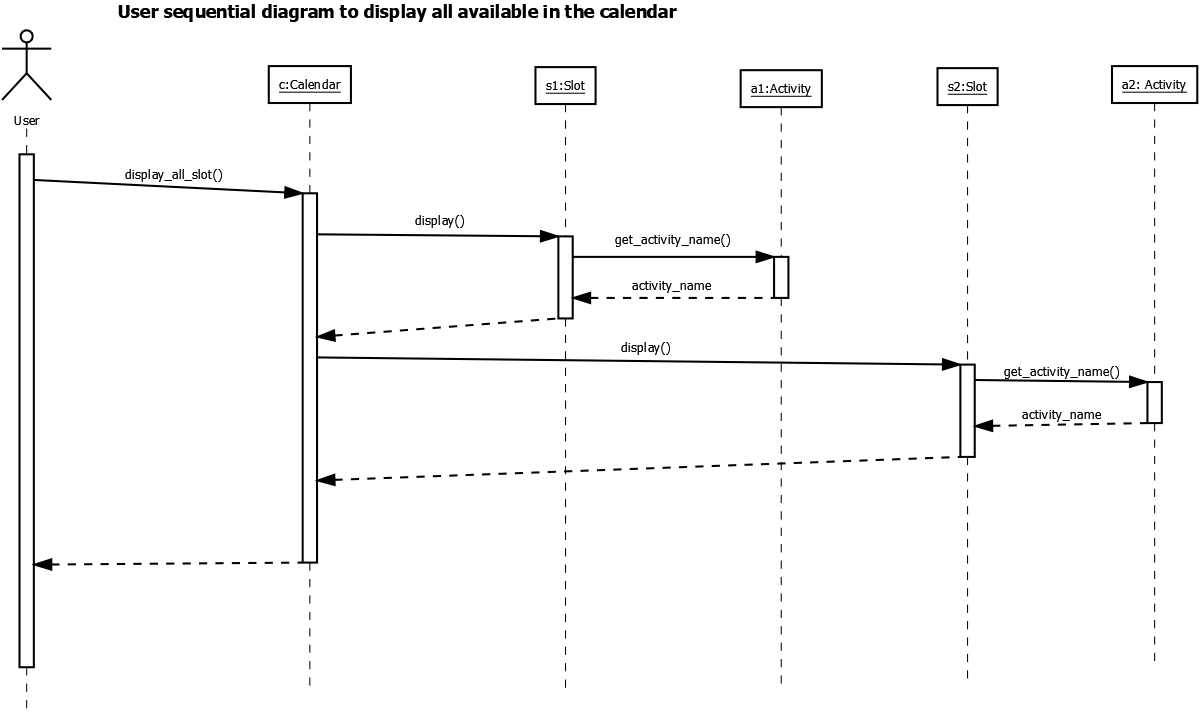 User sequential diagram to display all available in the calendar
c:Calendar
s1:Slot
a1:Activity
s2:Slot
a2: Activity
User
display_all_slot()
display()
get_activity_name()
activity_name
display()
get_activity_name()
activity_name